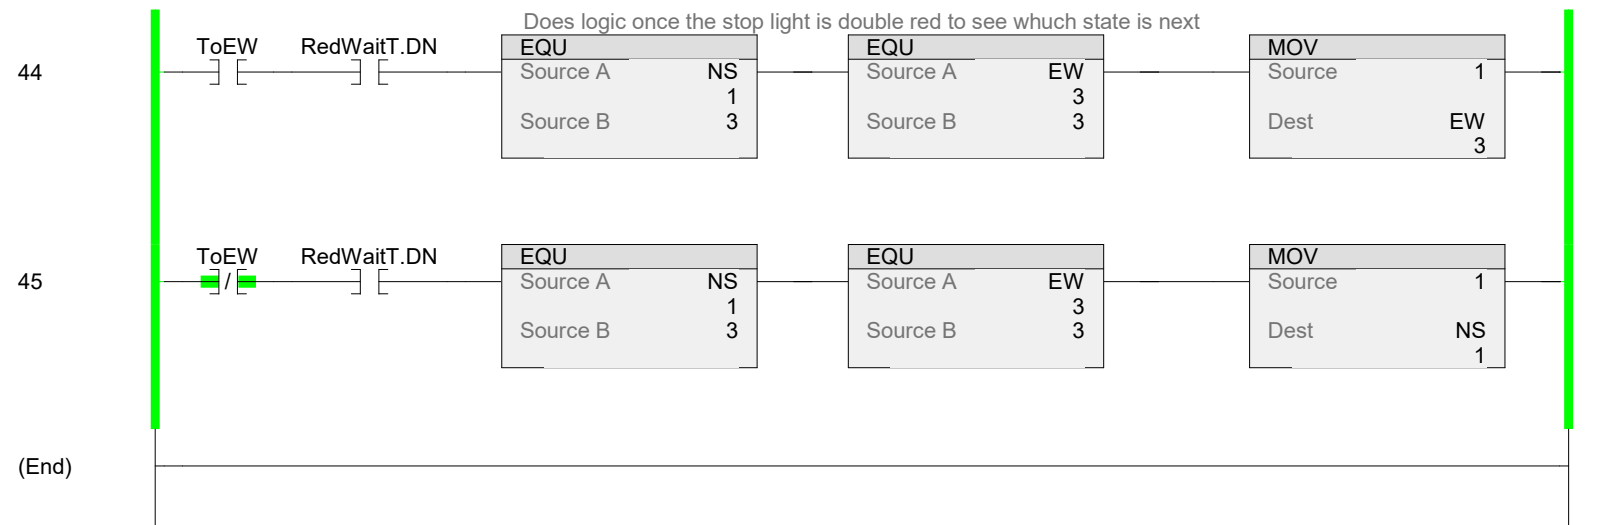 Does logic once the stop light is double red to see whuch state is next
ToEW RedWaitT.DN EQU EQU MOV
44 Source A NS Source A EW Source 1
1 3
Source B 3 Source B 3 Dest EW
3
ToEW RedWaitT.DN EQU EQU MOV
45 / Source A NS Source A EW Source 1
1 3
Source B 3 Source B 3 Dest NS
1
(End)